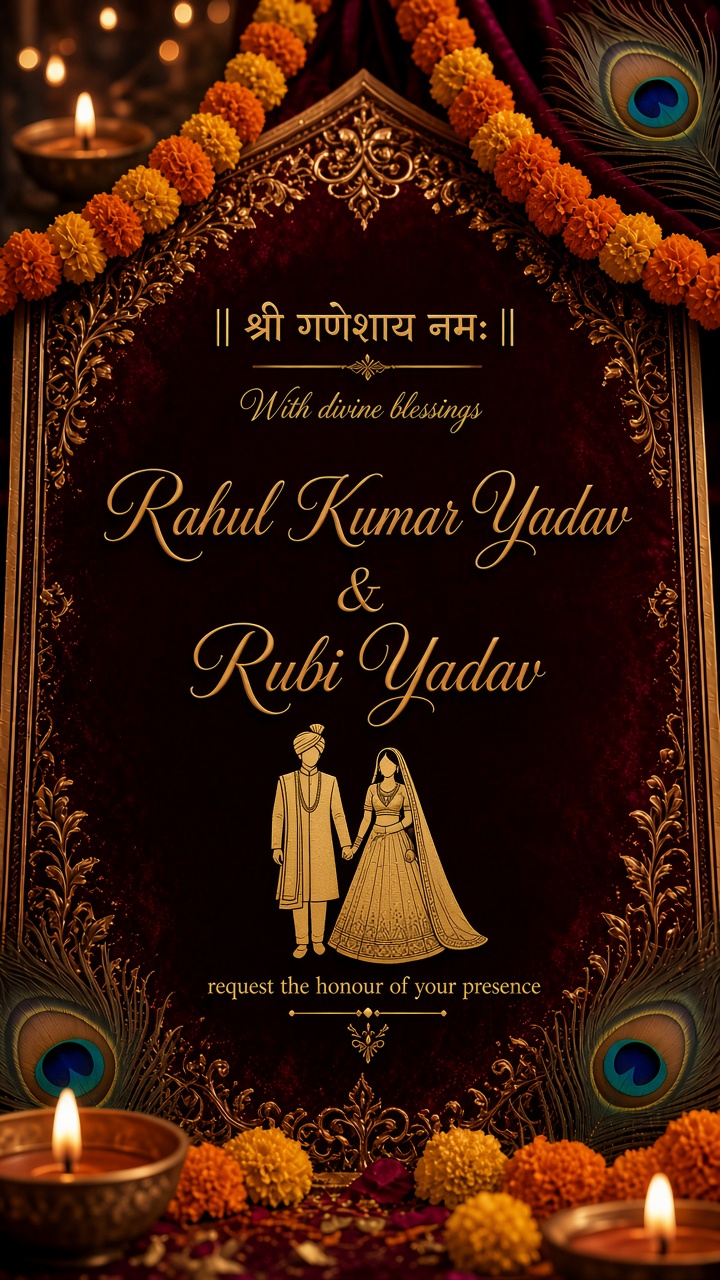 || श्री गणेशाय नमः ||
With divine blessings
Rahul Kumar Yadav
&
Rubi Yadav
request the honour of your presence